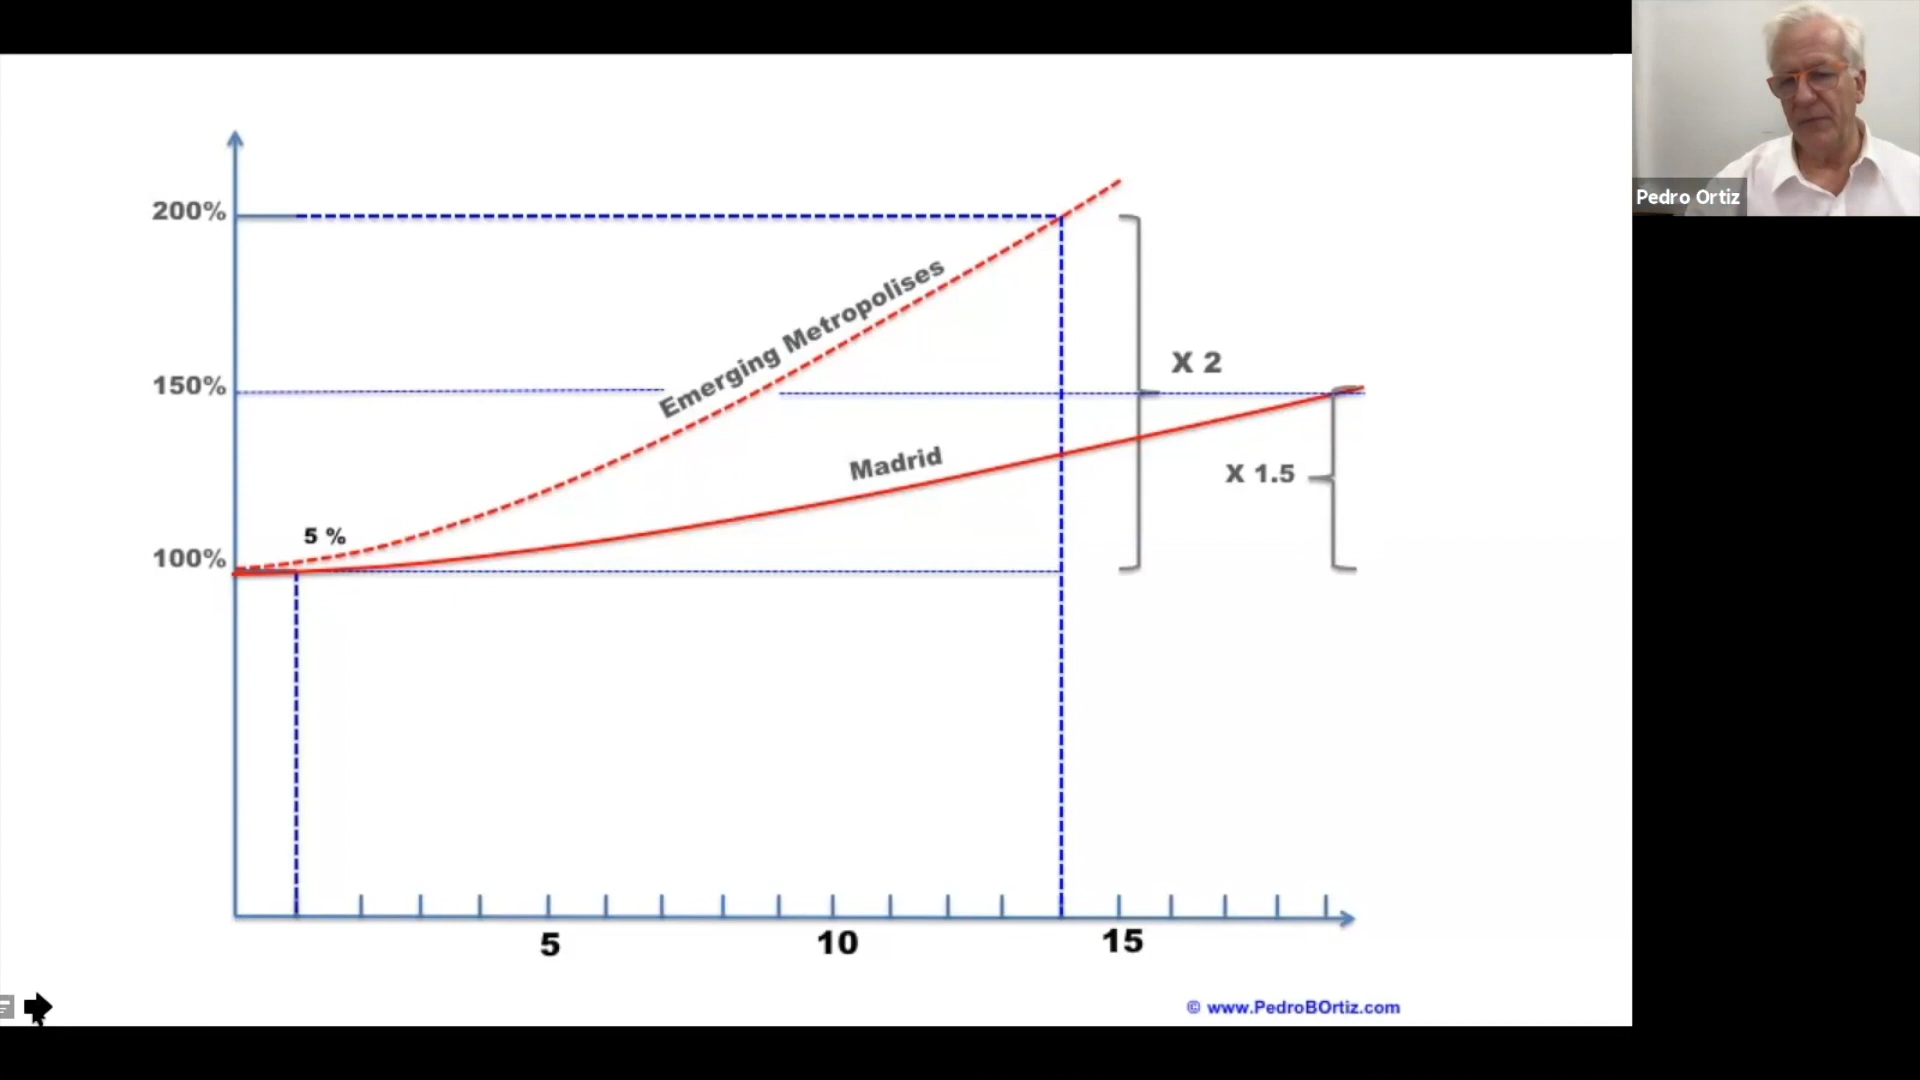 Pedro Ortiz
200%
Emerging Metropolises
X 2
150%
Madrid
X 1.5
5 %
100%
5
10
15
© www.PedroBOrtiz.com